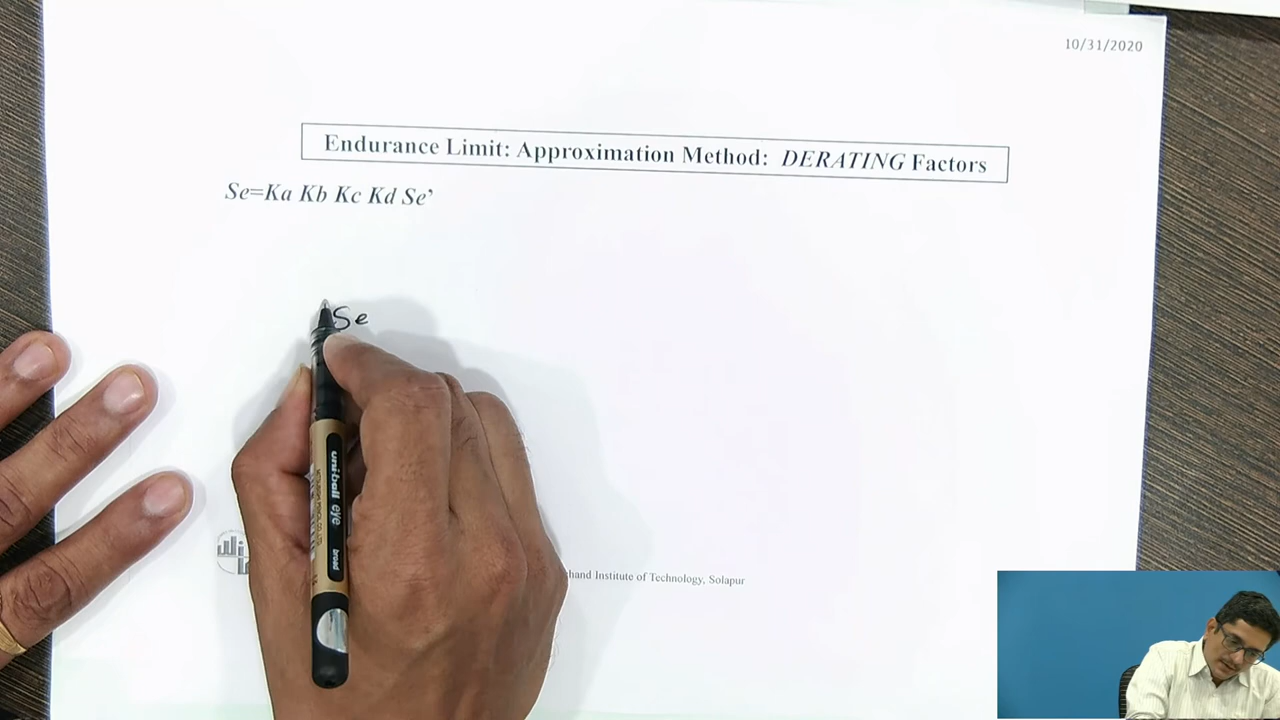 10/31/2020
Endurance Limit: Approximation Method: DERATING Factors
Se=Ka Kb Kc Kd Se’
Se
uni-ball eye broad
hand Institute of Technology, Solapur